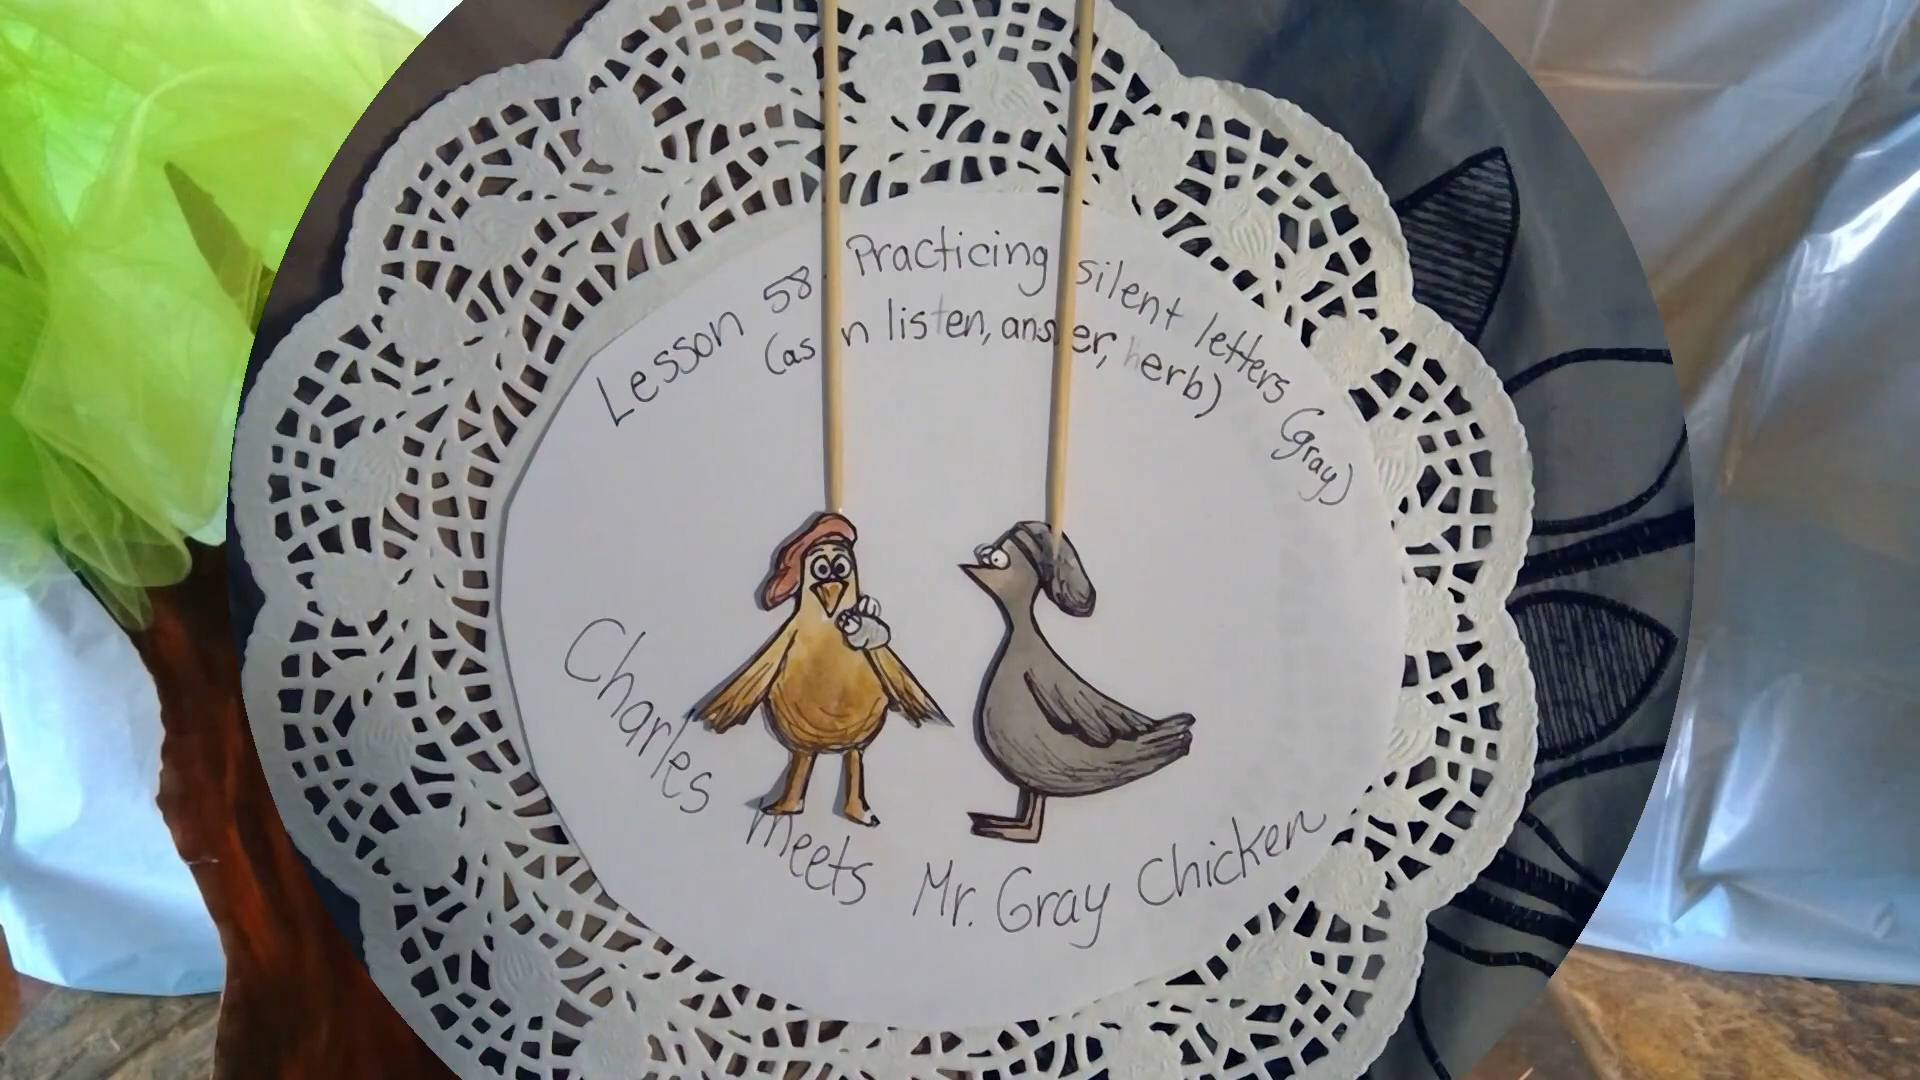 Lesson 58 Practicing silent letters (gray)
(as in listen, answer, herb)
Charles meets Mr. Gray Chicken